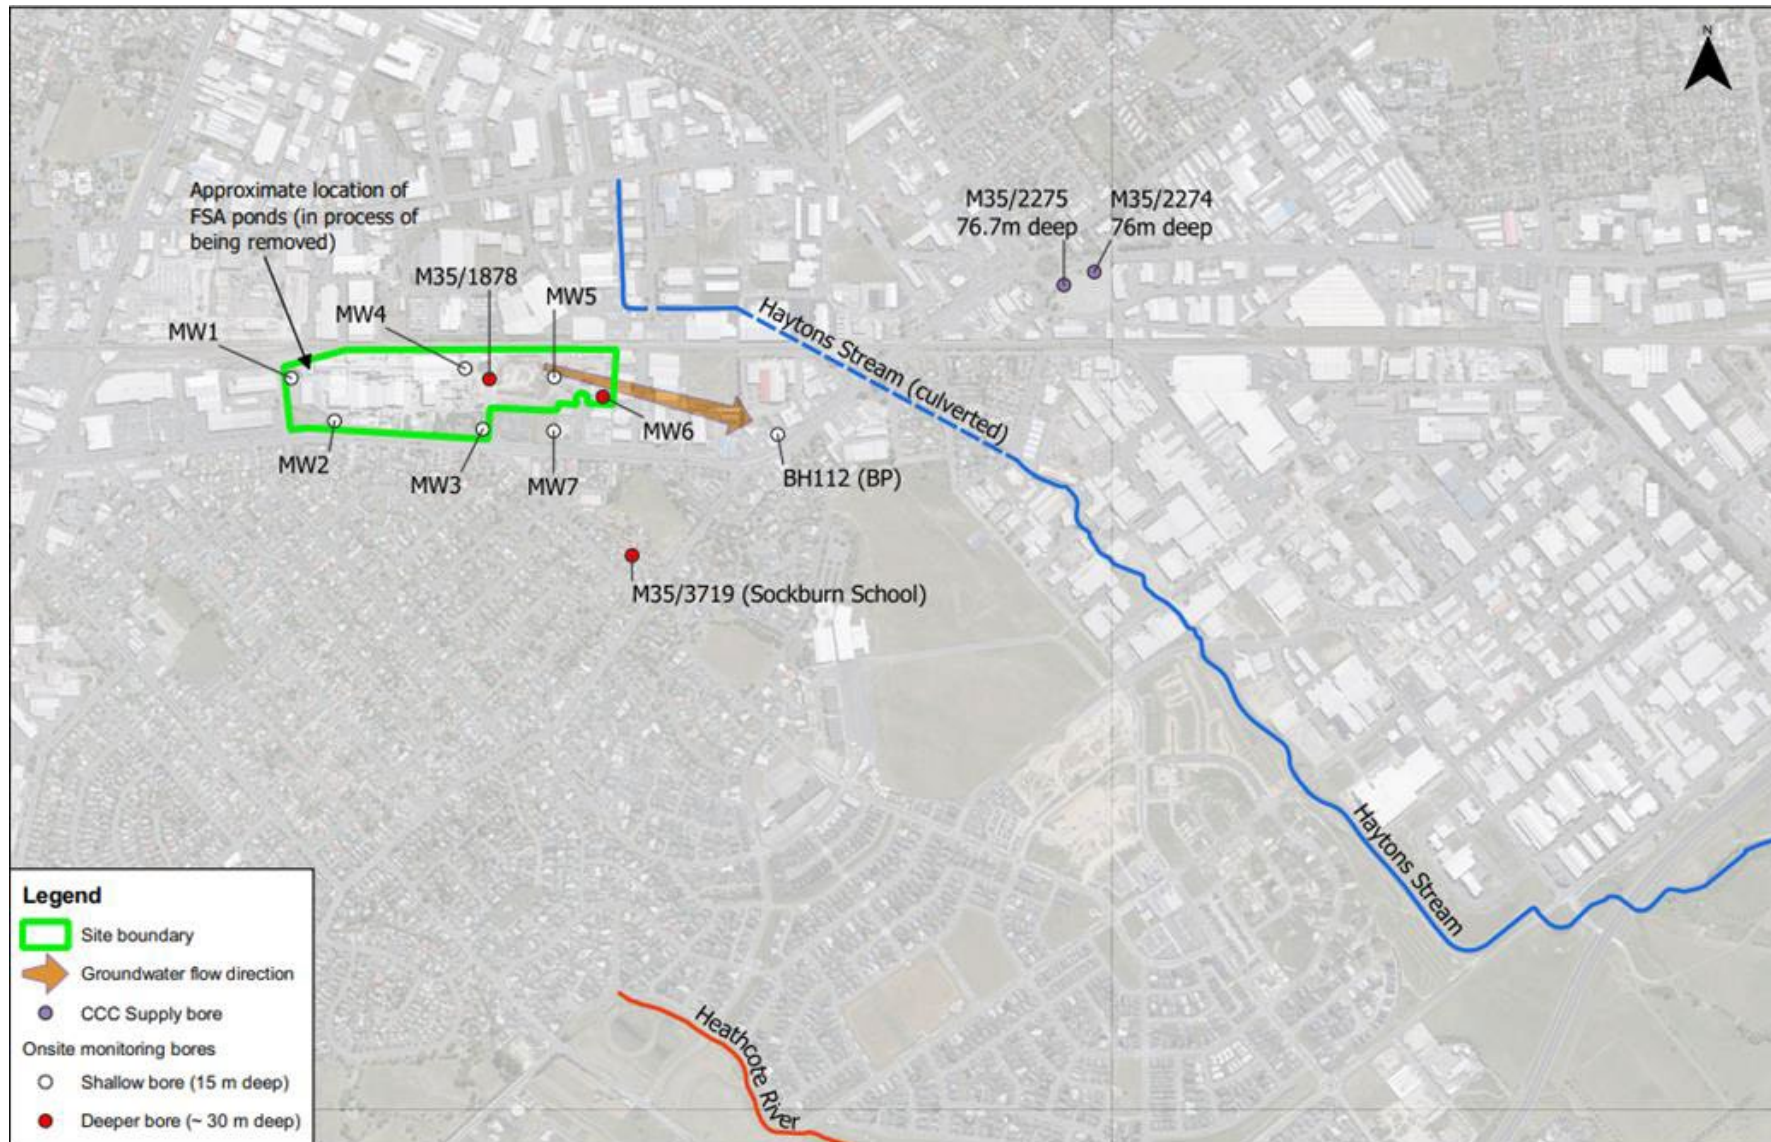 N
Approximate location of
FSA ponds (in process of
being removed)
M35/2275
76.7m deep
M35/2274
76m deep
M35/1878
MW5
MW4
MW1
Haytons Stream (culverted)
MW6
MW2
MW3
MW7
BH112 (BP)
M35/3719 (Sockburn School)
Haytons Stream
Heathcote River
Legend
Site boundary
Groundwater flow direction
CCC Supply bore
Onsite monitoring bores
Shallow bore (15 m deep)
Deeper bore (~ 30 m deep)